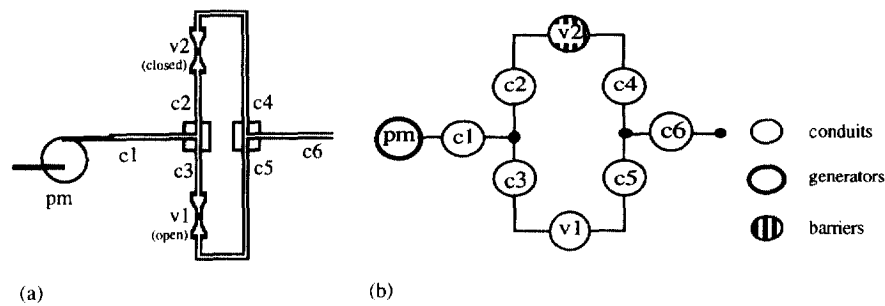 v2
(closed)
c2
c4
c1
c3
c5
c6
pm
v1
(open)
(a)
v2
c2
c4
pm
c1
c6
c3
c5
v1
conduits
generators
barriers
(b)